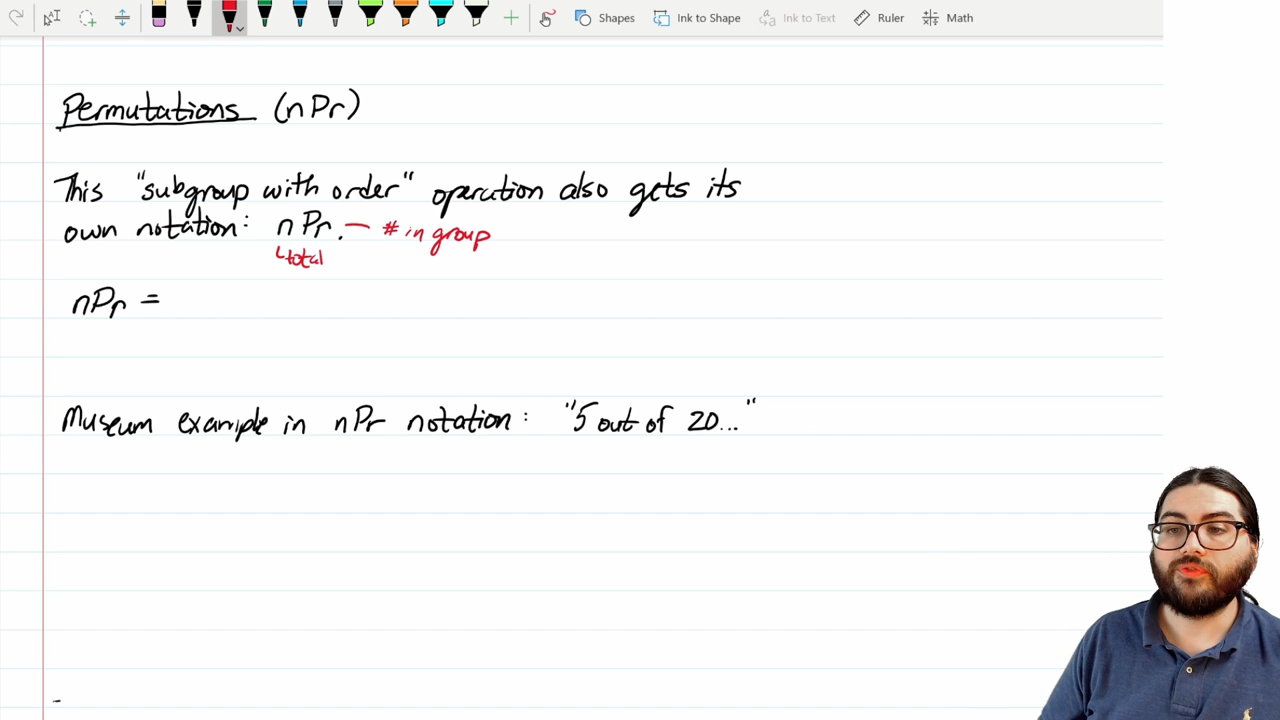 Shapes Ink to Shape Ink to Text Ruler Math
Permutations (nPr)
This "subgroup with order" operation also gets its
own notation: nPr. — # in group
total
nPr =
Museum example in nPr notation: "5 out of 20..."